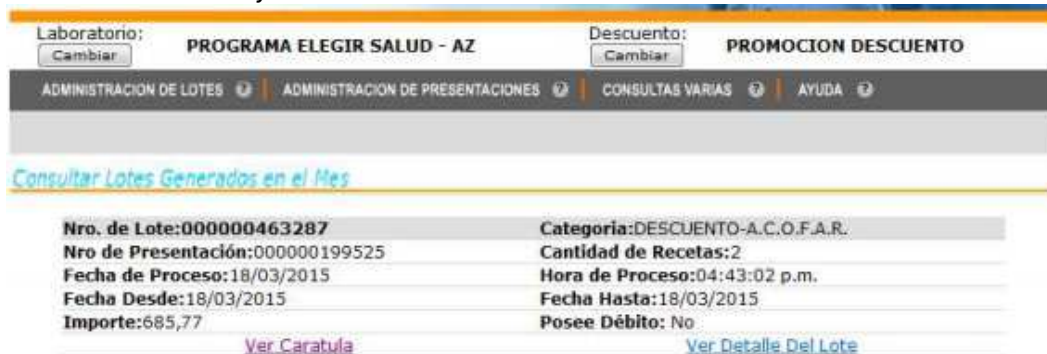 Laboratorio: Descuento:
Cambiar PROGRAMA ELEGIR SALUD - AZ Cambiar PROMOCION DESCUENTO
ADMINISTRACION DE LOTES ADMINISTRACION DE PRESENTACIONES CONSULTAS VARIAS AYUDA
Consultar Lotes Generados en el Mes
Nro. de Lote:000000463287 Categoria:DESCUENTO-A.C.O.F.A.R.
Nro de Presentación:000000199525 Cantidad de Recetas:2
Fecha de Proceso:18/03/2015 Hora de Proceso:04:43:02 p.m.
Fecha Desde:18/03/2015 Fecha Hasta:18/03/2015
Importe:685,77 Posee Débito: No
Ver Caratula Ver Detalle Del Lote